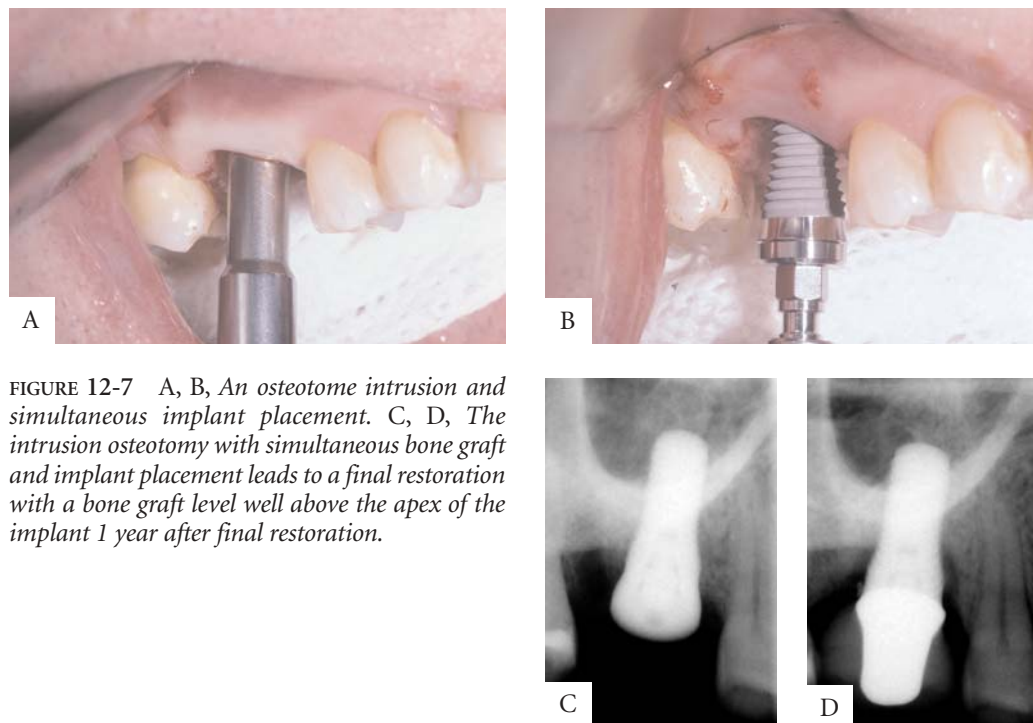 A
B
FIGURE 12-7 A, B, An osteotome intrusion and
simultaneous implant placement. C, D, The
intrusion osteotomy with simultaneous bone graft
and implant placement leads to a final restoration
with a bone graft level well above the apex of the
implant 1 year after final restoration.
C
D